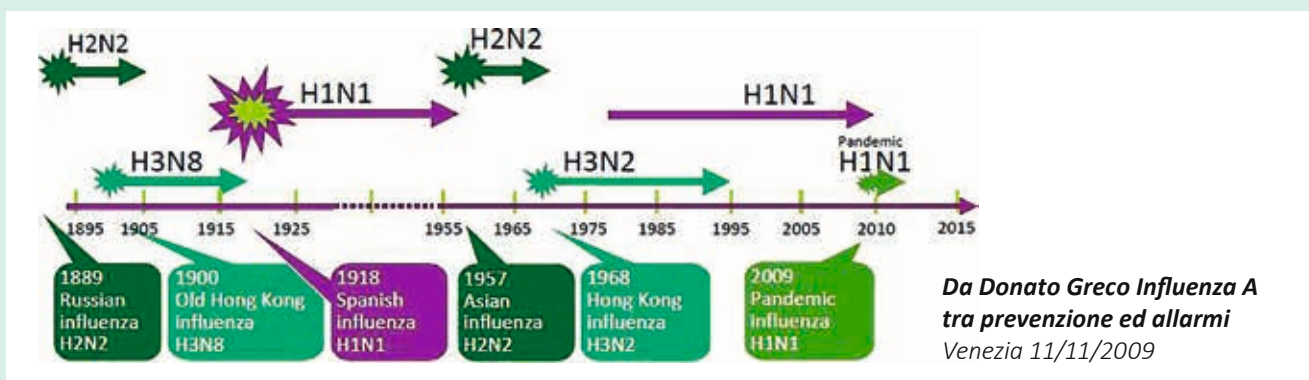 H2N2
H2N2
H1N1
H1N1
Pandemic
H1N1
H3N8
H3N2
1895 1905 1915 1925 1955 1965 1975 1985 1995 2005 2010 2015
1889
Russian
influenza
H2N2
1900
Old Hong Kong
influenza
H3N8
1918
Spanish
influenza
H1N1
1957
Asian
influenza
H2N2
1968
Hong Kong
influenza
H3N2
2009
Pandemic
Influenza
H1N1
Da Donato Greco Influenza A
tra prevenzione ed allarmi
Venezia 11/11/2009